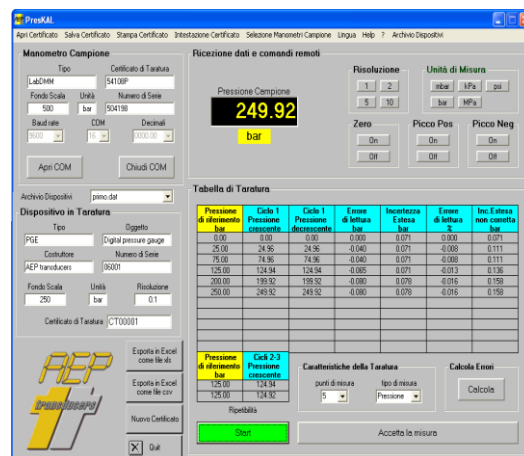 PresKAL
Apri Certificato Salva Certificato Stampa Certificato Intestazione Certificato Selezione Manometri Campione Lingua Help ? Archivio Dispositivi
Manometro Campione
Tipo Certificato di Taratura
LabDMM 54108P
Fondo Scala Unità Numero di Serie
500 bar 504198
Baud rate COM Decimali
9600 16 0000.00
Apri COM Chiudi COM
Archivio Dispositivi primo.dat
Dispositivo in Taratura
Tipo Oggetto
PGE Digital pressure gauge
Costruttore Numero di Serie
AEP transducers 06001
Fondo Scala Unità Risoluzione
250 bar 0.1
Certificato di Taratura CT00001
AEP
transducers
Esporta in Excel
come file xls
Esporta in Excel
come file csv
Nuovo Certificato
Quit
Ricezione dati e comandi remoti
Pressione Campione
249.92
bar
Risoluzione
1 2
5 10
Unità di Misura
mbar kPa psi
bar MPa
Zero Picco Pos Picco Neg
On On On
Off Off Off
Tabella di Taratura
Pressione Ciclo 1 Ciclo 1 Errore Incertezza Errore Inc.Estesa
di riferimento Pressione Pressione di lettura Estesa di lettura non corretta
bar crescente decrescente bar bar % bar
0.00 0.00 0.00 0.000 0.071 0.000 0.071
25.00 24.96 24.96 -0.040 0.071 -0.008 0.111
75.00 74.96 74.96 -0.040 0.071 -0.008 0.111
125.00 124.94 124.94 -0.065 0.071 -0.013 0.136
200.00 199.92 199.92 -0.080 0.078 -0.016 0.158
250.00 249.92 249.92 -0.080 0.078 -0.016 0.158
Pressione Cicli 2-3
di riferimento Pressione
bar crescente
125.00 124.94
125.00 124.92
Ripetibilità
Caratteristiche della Taratura
punti di misura tipo di misura
5 Pressione
Calcola Errori
Calcola
Start Accetta la misura